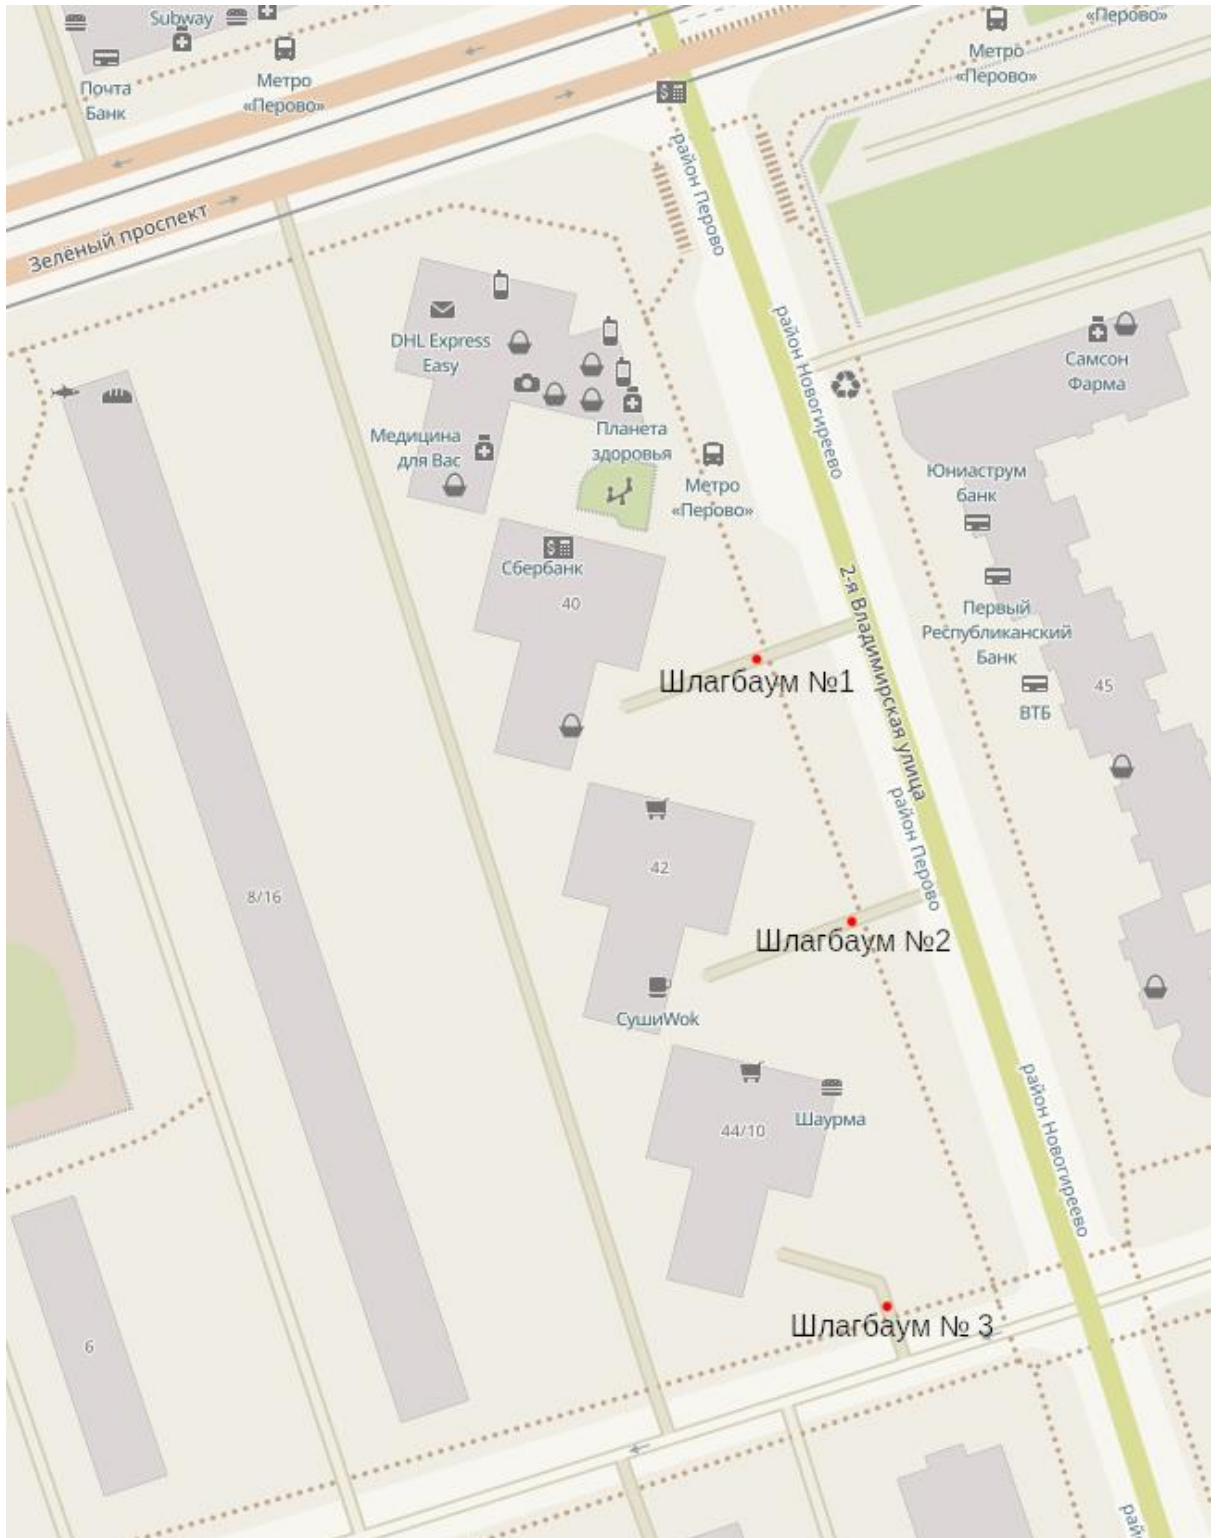 Subway
«Перово»
Метро
«Перово»
Почта
Банк
Метро
«Перово»
район Перово
Зелёный проспект
район Новогиреево
DHL Express
Easy
Самсон
Фарма
Медицина
для Вас
Планета
здоровья
Метро
«Перово»
Юниаструм
банк
Сбербанк
40
2-я Владимирская улица
Первый
Республиканский
Банк
Шлагбаум №1
45
ВТБ
район Перово
42
8/16
Шлагбаум №2
СушиWok
44/10
Шаурма
район Новогиреево
Шлагбаум № 3
6